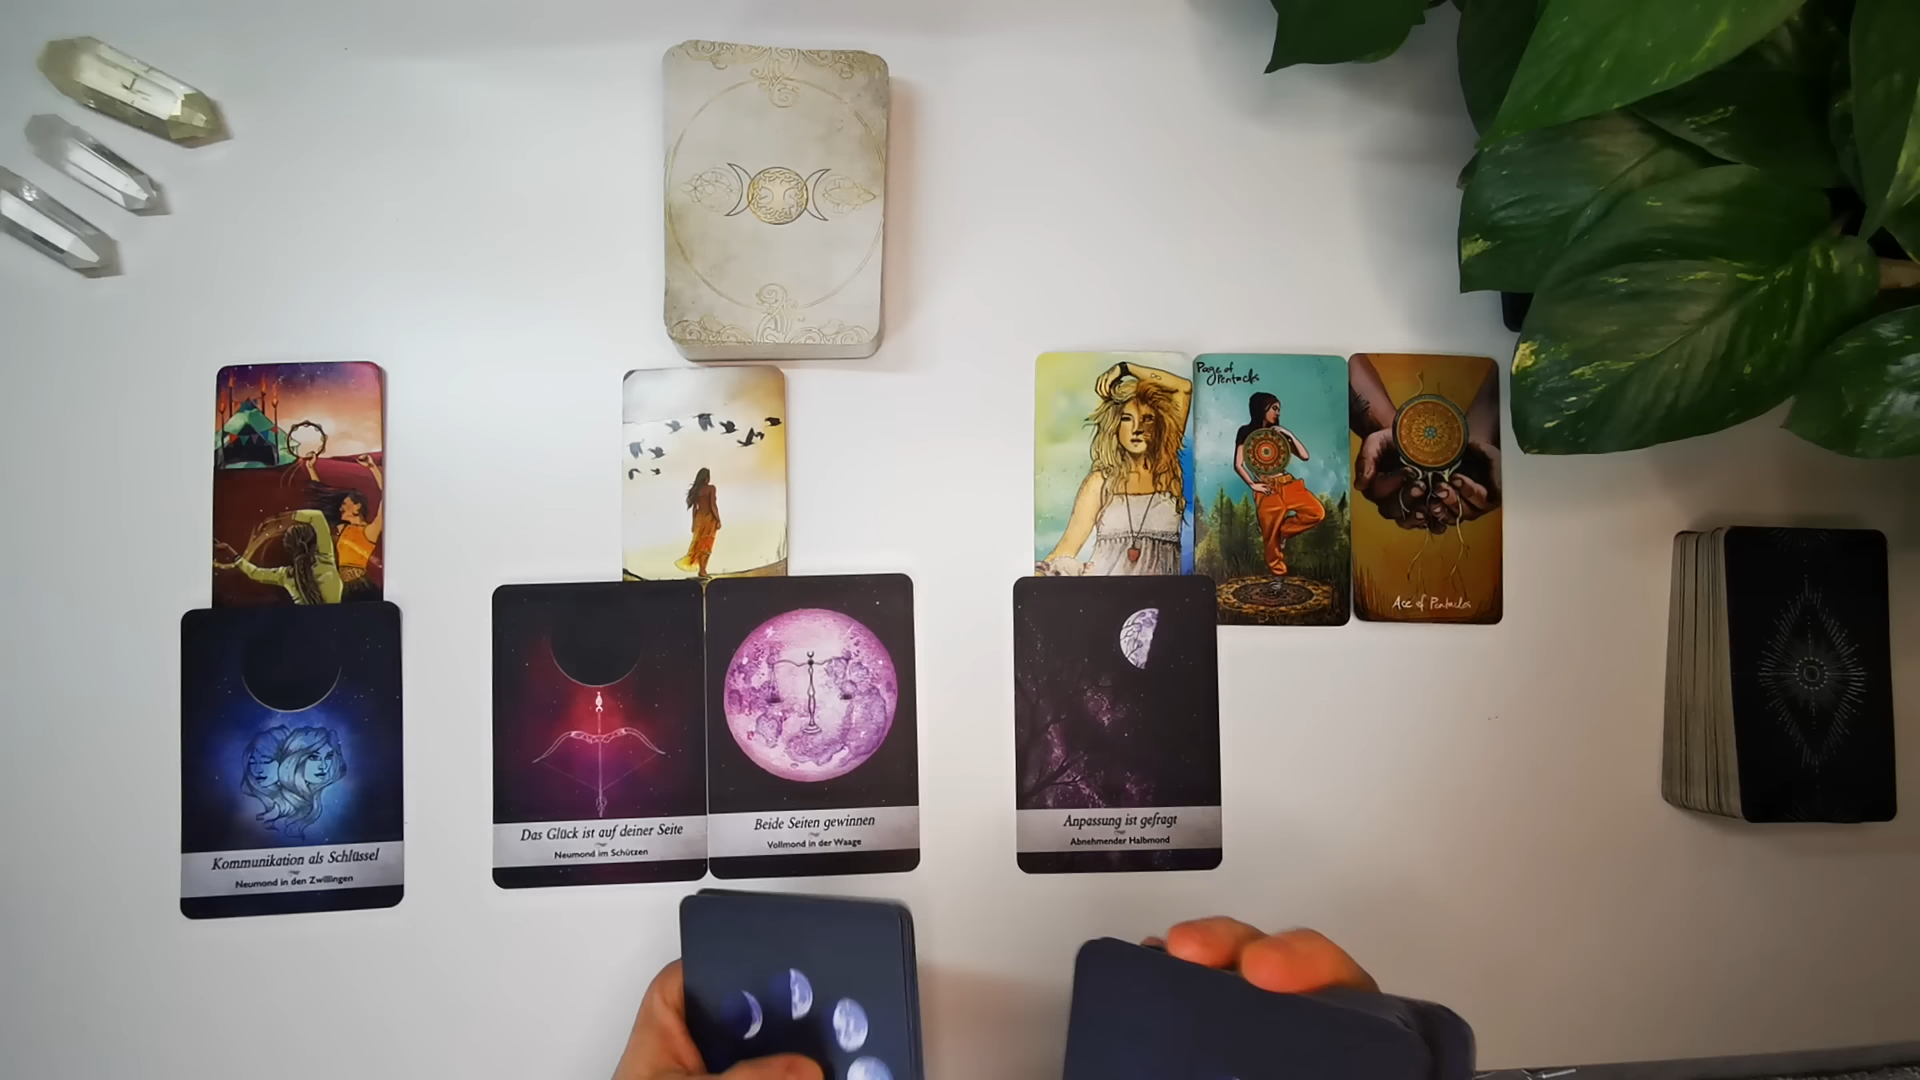 Page of
Pentacles
Ace of Pentacles
Kommunikation als Schlüssel
Neumond in den Zwillingen
Das Glück ist auf deiner Seite
Neumond im Schützen
Beide Seiten gewinnen
Vollmond in der Waage
Anpassung ist gefragt
Abnehmender Halbmond